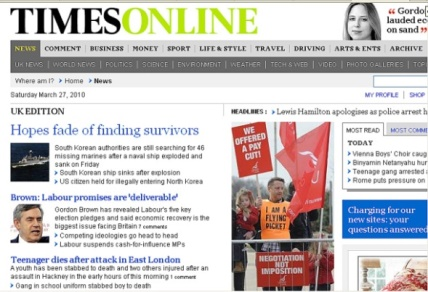 TIMESONLINE
“ Gordo
lauded ec
on sand ”
NEWS COMMENT BUSINESS MONEY SPORT LIFE & STYLE TRAVEL DRIVING ARTS & ENTS ARCHIVE
UK NEWS WORLD NEWS POLITICS SCIENCE ENVIRONMENT WEATHER TECH & WEB VIDEO PHOTO GALLERIES TOP
Where am I? Home News
Saturday March 27, 2010
MY PROFILE SHOP
UK EDITION
HEADLINES : Lewis Hamilton apologises as police arrest h
Hopes fade of finding survivors
South Korean authorities are still searching for 46
missing marines after a naval ship exploded and
sank on Friday
South Korean ship sinks after explosion
US citizen held for illegally entering North Korea
Brown: Labour promises are 'deliverable'
Gordon Brown has revealed Labour's five key
election pledges and said economic recovery is the
biggest issue facing Britain 7 comments
Competing ideologies go head to head
Labour suspends cash-for-influence MPs
Teenager dies after attack in East London
A youth has been stabbed to death and two others injured after an
assault in Hackney in the early hours of this morning 1 comment
Gang in school uniform stabbed boy to death
WE
OFFERED
A PAY
CUT!
I AM A
FLYING
PICKET
NEGOTIATION
NOT
IMPOSITION
MOST READ MOST COMME
TODAY
Vienna Boys' Choir caug
Binyamin Netanyahu hum
Teenage gang arrested a
Rome puts pressure on
Charging for
our new sites: your
questions answered